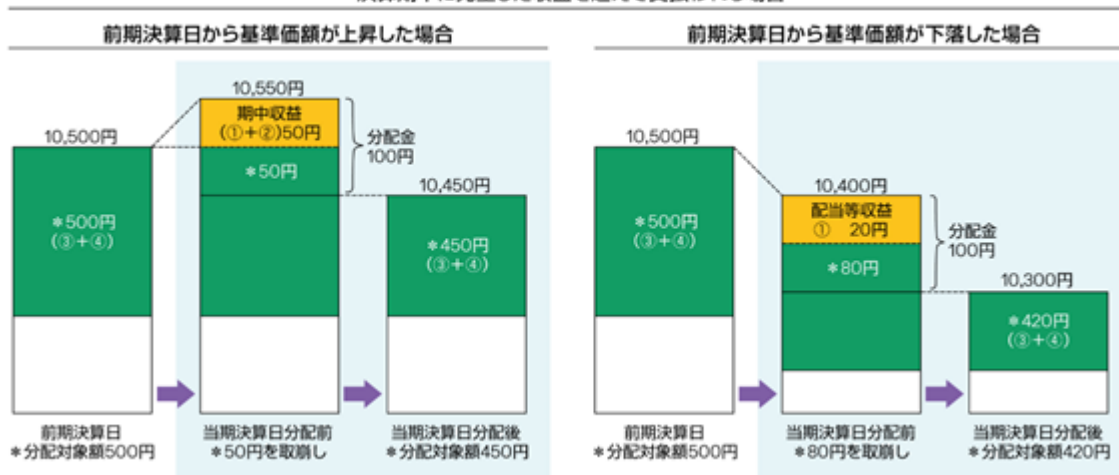 前期決算日から基準価額が上昇した場合
10,500円
＊500円
(③＋④)
前期決算日
＊分配対象額500円
10,550円
期中収益
(①＋②)50円
＊50円
分配金
100円
当期決算日分配前
＊50円を取崩し
10,450円
＊450円
(③＋④)
当期決算日分配後
＊分配対象額450円
前期決算日から基準価額が下落した場合
10,500円
＊500円
(③＋④)
前期決算日
＊分配対象額500円
10,400円
配当等収益
① 20円
＊80円
分配金
100円
当期決算日分配前
＊80円を取崩し
10,300円
＊420円
(③＋④)
当期決算日分配後
＊分配対象額420円